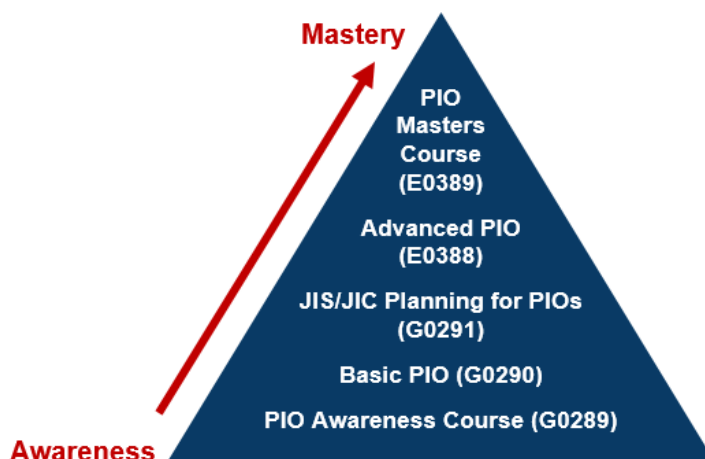 Mastery
PIO
Masters
Course
(E0389)
Advanced PIO
(E0388)
JIS/JIC Planning for PIOs
(G0291)
Basic PIO (G0290)
PIO Awareness Course (G0289)
Awareness